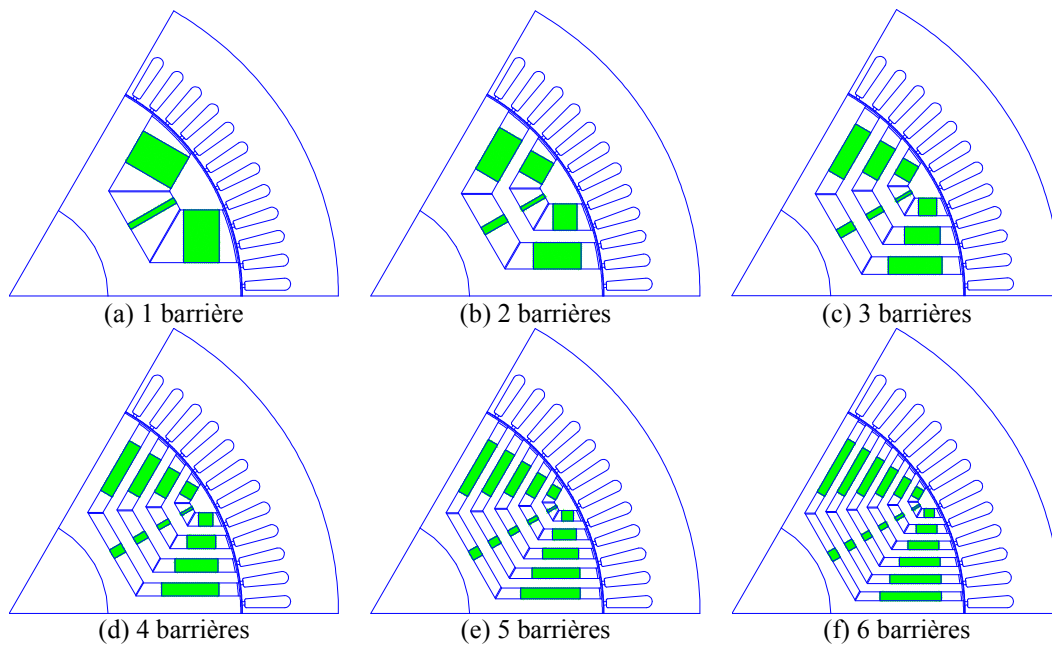 (a) 1 barrière
(b) 2 barrières
(c) 3 barrières
(d) 4 barrières
(e) 5 barrières
(f) 6 barrières